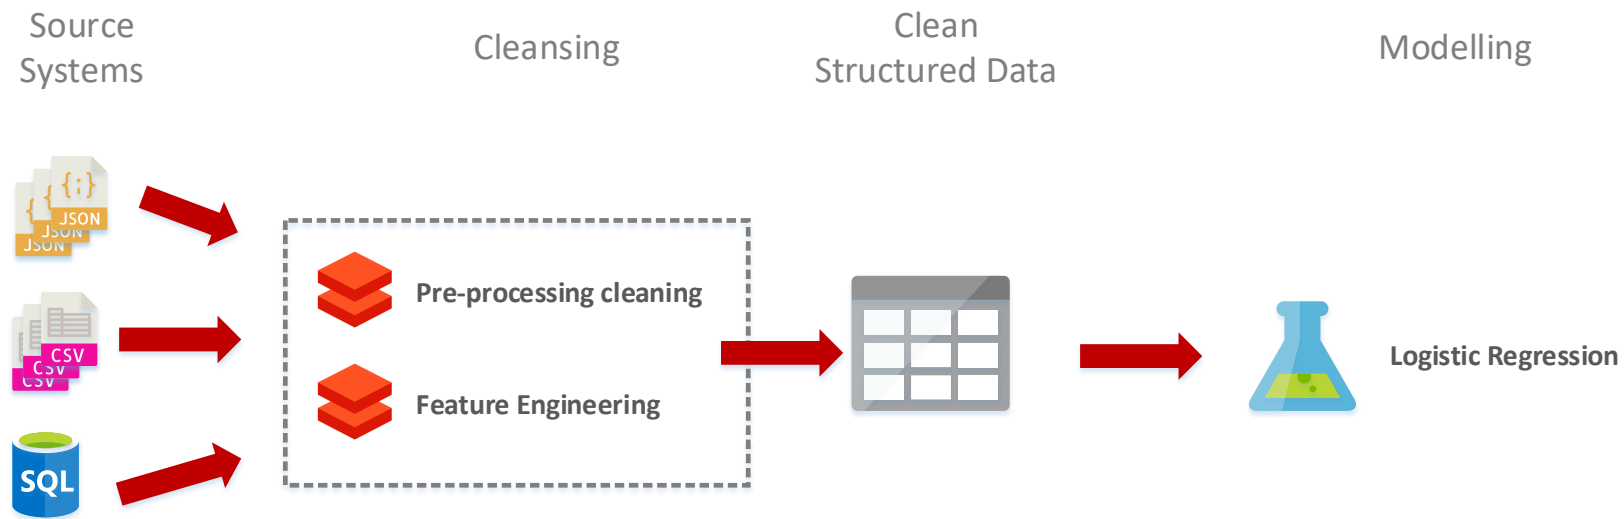 Source
Systems
Cleansing
Clean
Structured Data
Modelling
{;}
JSON
JSON
JSON
CSV
CSV
CSV
SQL
Pre-processing cleaning
Feature Engineering
Logistic Regression